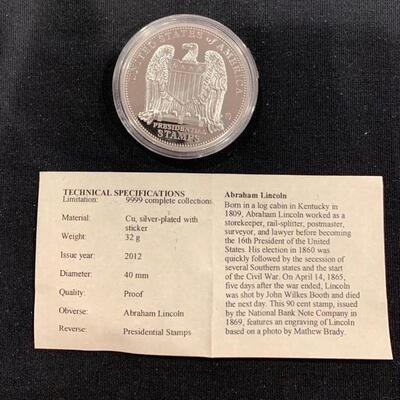 UNITED STATES of AMERICA
PRESIDENTIAL
STAMPS
TECHNICAL SPECIFICATIONS
Limitation: 9999 complete collections
Material: Cu, silver-plated with
sticker
Weight: 32 g
Issue year: 2012
Diameter: 40 mm
Quality: Proof
Obverse: Abraham Lincoln
Reverse: Presidential Stamps
Abraham Lincoln
Born in a log cabin in Kentucky in
1809, Abraham Lincoln worked as a
storekeeper, rail-splitter, postmaster,
surveyor, and lawyer before becoming
the 16th President of the United
States. His election in 1860 was
quickly followed by the secession of
several Southern states and the start
of the Civil War. On April 14, 1865,
five days after the war ended, Lincoln
was shot by John Wilkes Booth and died
the next day. This 90 cent stamp, issued
by the National Bank Note Company in
1869, features an engraving of Lincoln
based on a photo by Mathew Brady.